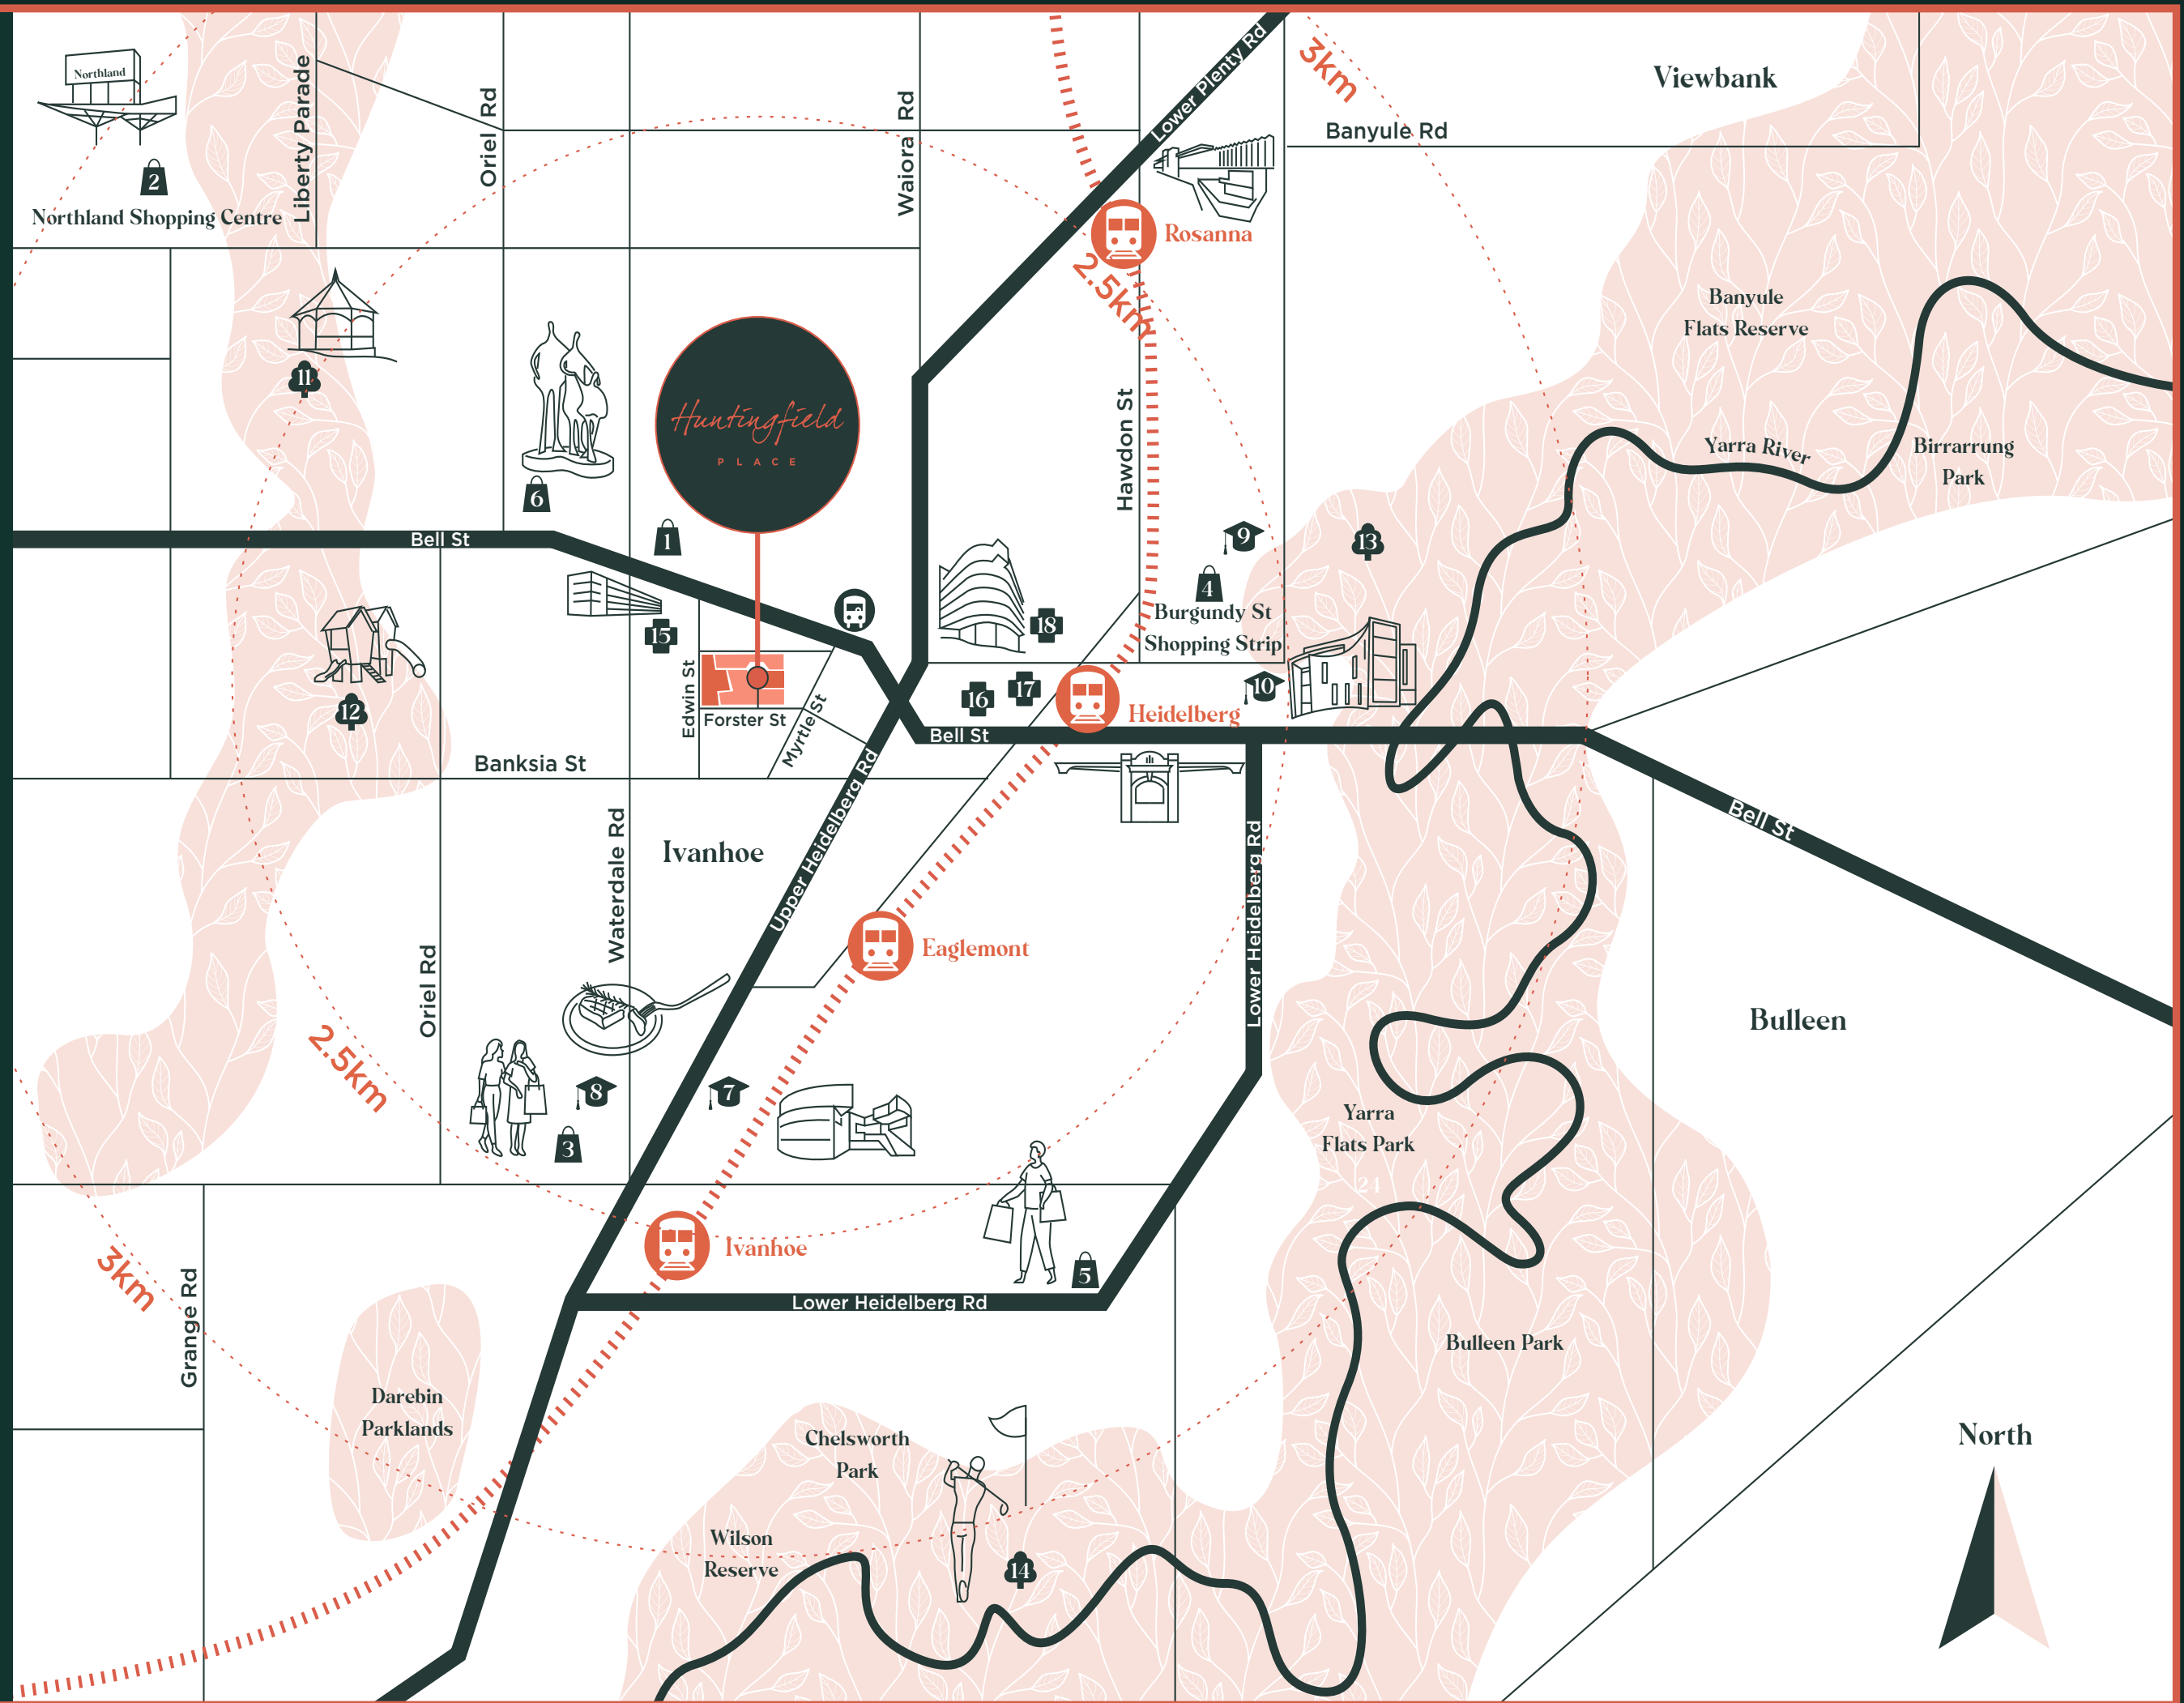 Northland
2
Northland Shopping Centre
Liberty Parade
Oriel Rd
Waiora Rd
Lower Plenty Rd
3km
Viewbank
Banyule Rd
Rosanna
2.5km
Banyule
Flats Reserve
11
Huntingfield
PLACE
6
Hawdon St
Yarra River
Birrarung
Park
Bell St
1
9
13
4
Burgundy St
Shopping Strip
15
18
12
Edwin St
Forster St
Myrtle St
16
17
10
Heidelberg
Bell St
Banksia St
Bell St
Waterdale Rd
Ivanhoe
Upper Heidelberg Rd
Lower Heidelberg Rd
Oriel Rd
Eaglemont
Bulleen
2.5km
8
7
3
Yarra
Flats Park
24
3km
Grange Rd
Ivanhoe
5
Lower Heidelberg Rd
Bulleen Park
Darebin
Parklands
Chelsworth
Park
North
Wilson
Reserve
14